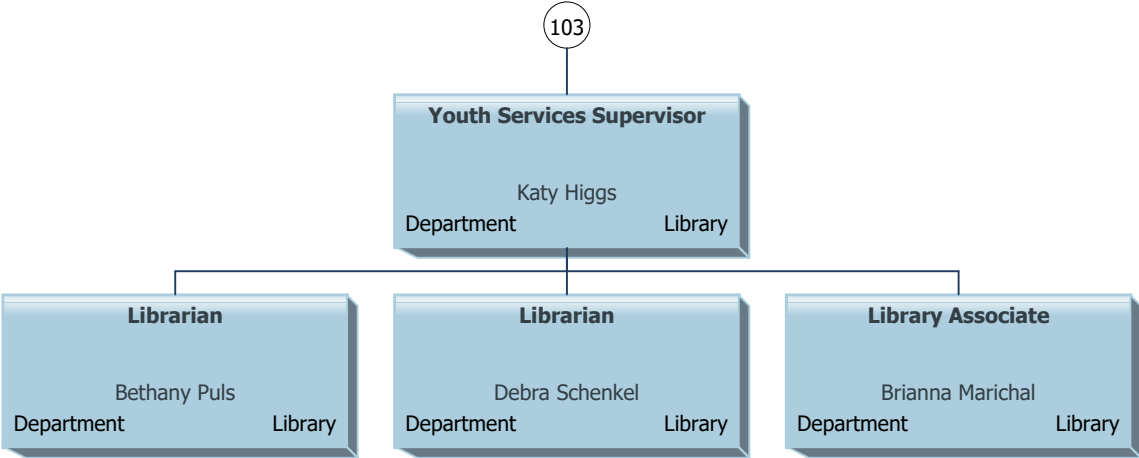 103
Youth Services Supervisor
Katy Higgs
Department Library
Librarian
Bethany Puls
Department Library
Librarian
Debra Schenkel
Department Library
Library Associate
Brianna Marichal
Department Library